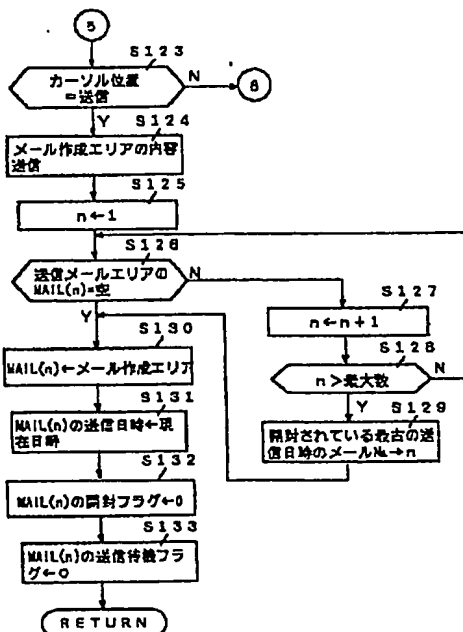 5
S123
カーソル位置
=送信
N
6
Y
S124
メール作成エリアの内容
送信
S125
n←1
S126
送信メールエリアの
MAIL(n)=空
N
Y
S127
n←n+1
S128
n>最大数
N
Y
S129
開封されている最古の送
信日時のメール№→n
S130
MAIL(n)←メール作成エリア
S131
MAIL(n)の送信日時←現
在日時
S132
MAIL(n)の開封フラグ←0
S133
MAIL(n)の送信待機フラ
グ←0
RETURN